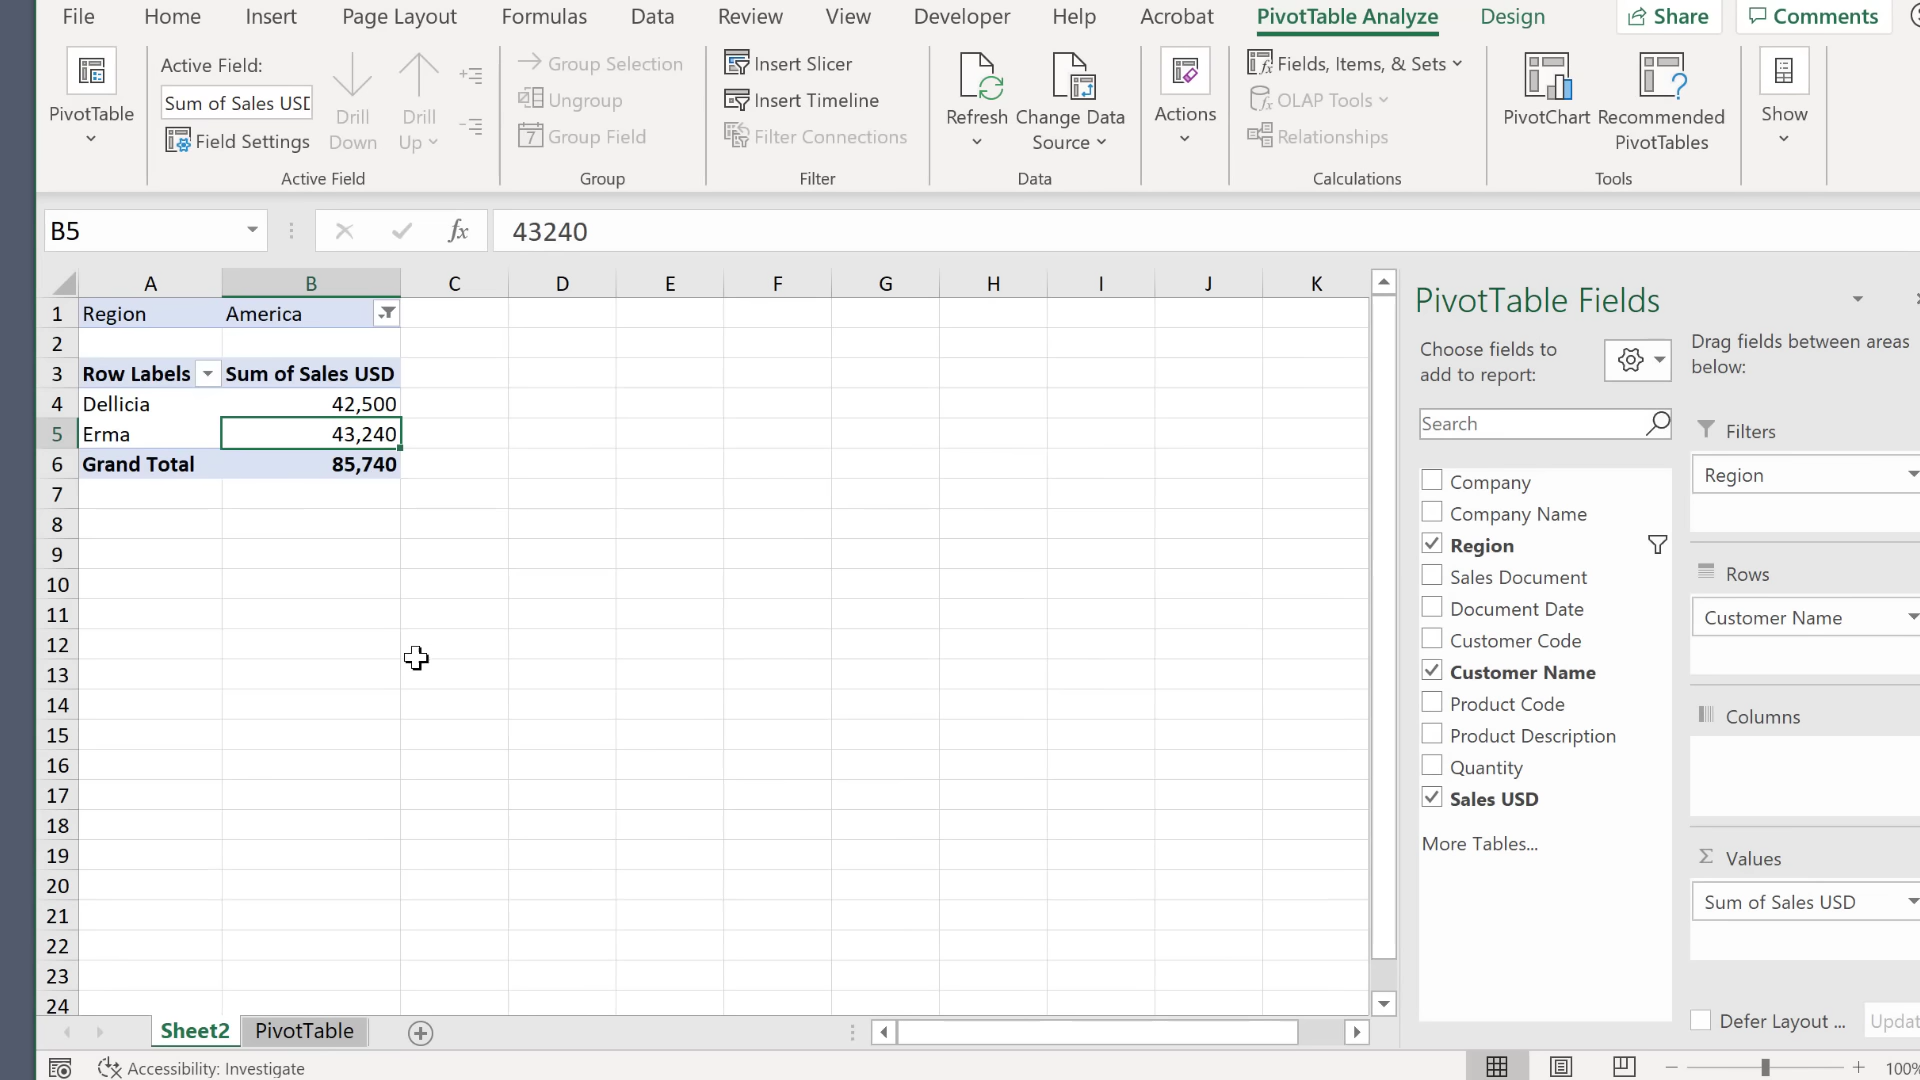 File Home Insert Page Layout Formulas Data Review View Developer Help Acrobat PivotTable Analyze Design Share Comments
PivotTable
Active Field:
Sum of Sales USD
Field Settings
Drill Down
Drill Up
Active Field
Group Selection
Ungroup
Group Field
Group
Insert Slicer
Insert Timeline
Filter Connections
Filter
Refresh
Change Data Source
Data
Actions
Fields, Items, & Sets
OLAP Tools
Relationships
Calculations
PivotChart
Recommended PivotTables
Tools
Show
B5 fx 43240
A B C D E F G H I J K
1 Region America
2
3 Row Labels Sum of Sales USD
4 Dellicia 42,500
5 Erma 43,240
6 Grand Total 85,740
7
8
9
10
11
12
13
14
15
16
17
18
19
20
21
22
23
24
PivotTable Fields
Choose fields to
add to report:
Search
Company
Company Name
Region
Sales Document
Document Date
Customer Code
Customer Name
Product Code
Product Description
Quantity
Sales USD
More Tables...
Drag fields between areas
below:
Filters
Region
Rows
Customer Name
Columns
Σ Values
Sum of Sales USD
Defer Layout ... Updat
Sheet2 PivotTable
Accessibility: Investigate
100%